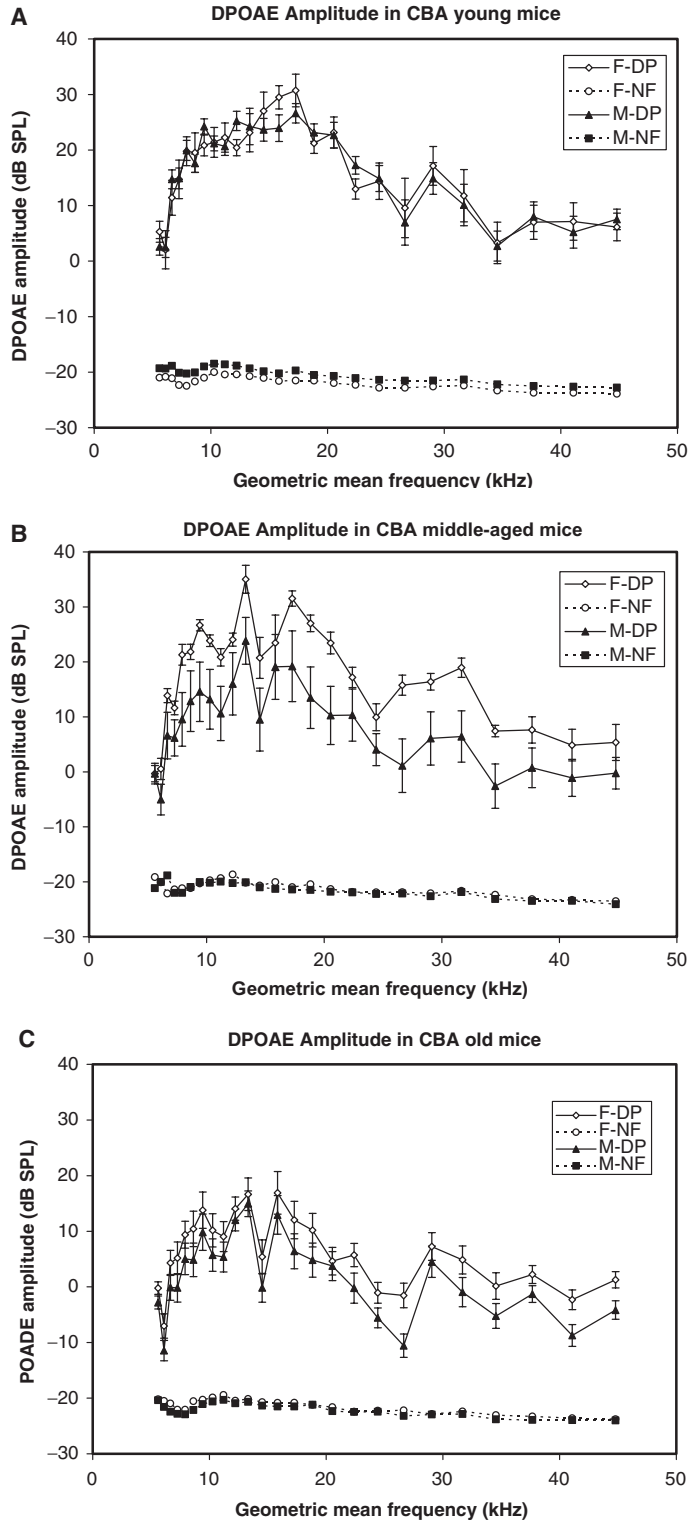 A
DPOAE Amplitude in CBA young mice
40
30
20
10
0
−10
−20
−30
DPOAE amplitude (dB SPL)
F-DP
F-NF
M-DP
M-NF
0 10 20 30 40 50
Geometric mean frequency (kHz)
B
DPOAE Amplitude in CBA middle-aged mice
40
30
20
10
0
−10
−20
−30
DPOAE amplitude (dB SPL)
F-DP
F-NF
M-DP
M-NF
0 10 20 30 40 50
Geometric mean frequency (kHz)
C
DPOAE Amplitude in CBA old mice
40
30
20
10
0
−10
−20
−30
POADE amplitude (dB SPL)
F-DP
F-NF
M-DP
M-NF
0 10 20 30 40 50
Geometric mean frequency (kHz)